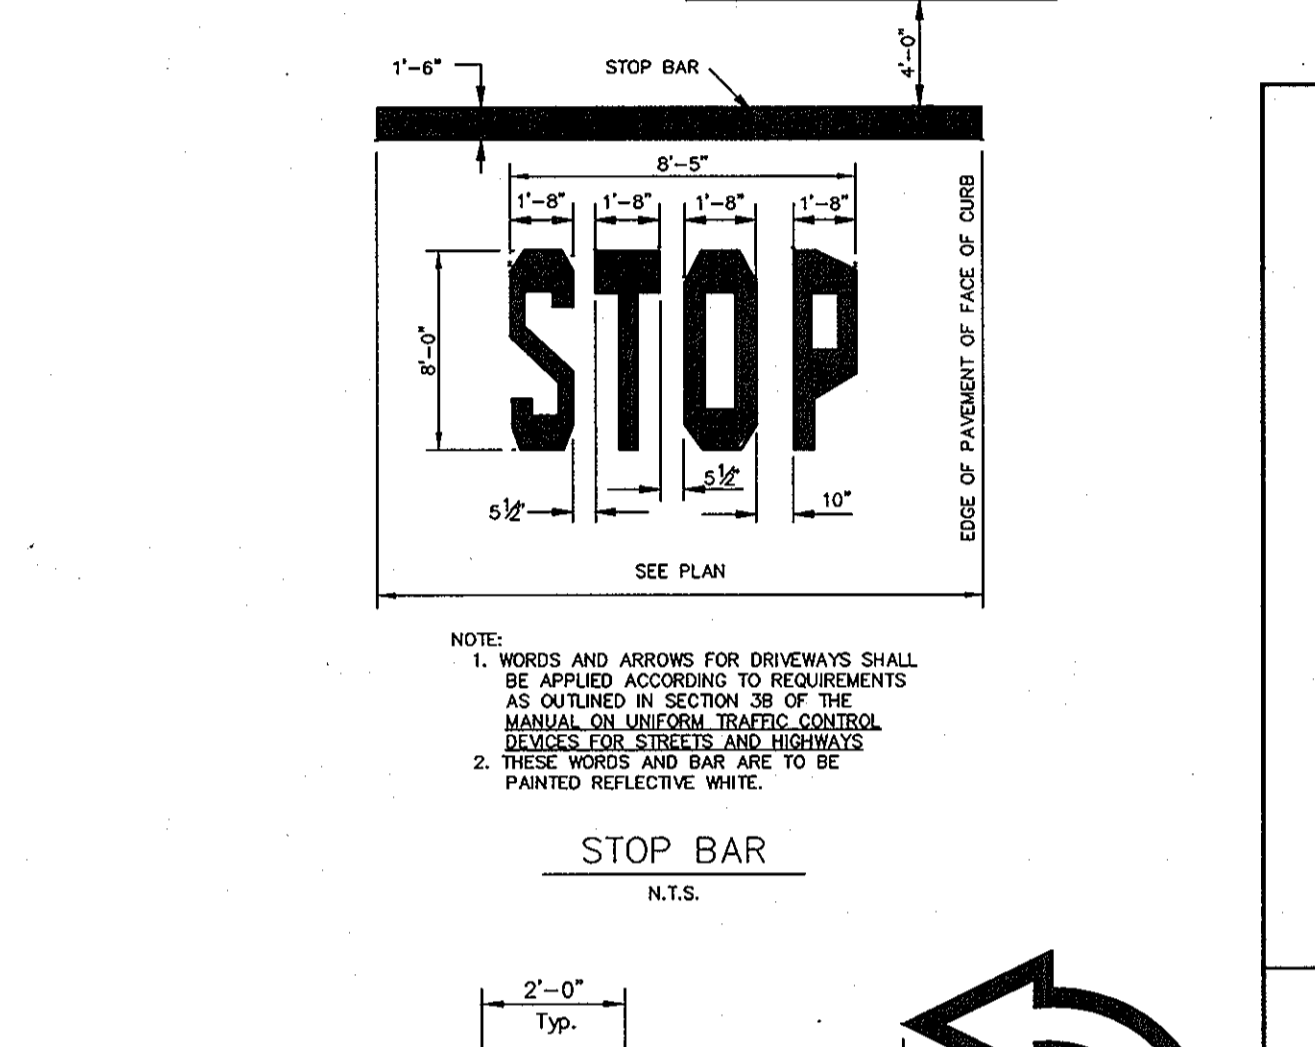 4'-0"
1'-6"
STOP BAR
8'-5"
1'-8" 1'-8" 1'-8" 1'-8"
STOP
8'-0"
EDGE OF PAVEMENT OF FACE OF CURB
5½"
5½"
10"
SEE PLAN
NOTE:
1. WORDS AND ARROWS FOR DRIVEWAYS SHALL
BE APPLIED ACCORDING TO REQUIREMENTS
AS OUTLINED IN SECTION 3B OF THE
MANUAL ON UNIFORM TRAFFIC CONTROL
DEVICES FOR STREETS AND HIGHWAYS
2. THESE WORDS AND BAR ARE TO BE
PAINTED REFLECTIVE WHITE.
STOP BAR
N.T.S.
2'-0"
Typ.